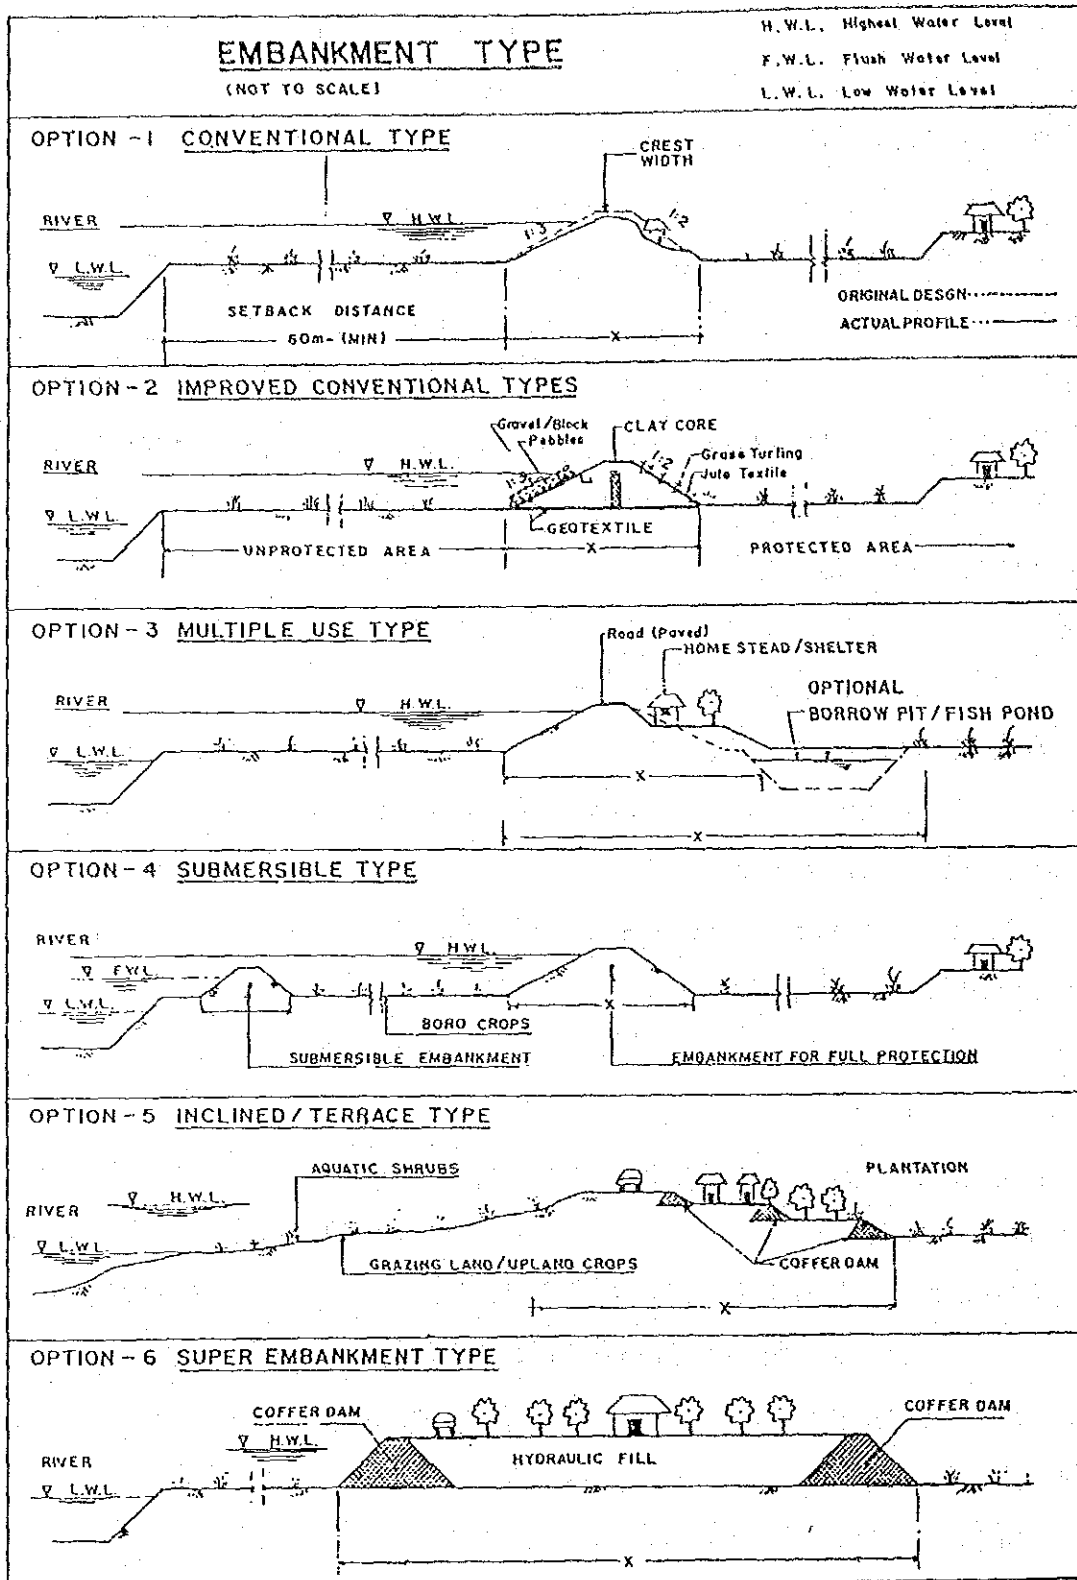 EMBANKMENT TYPE
(NOT TO SCALE)
H.W.L. Highest Water Level
F.W.L. Flush Water Level
L.W.L. Low Water Level
OPTION -1 CONVENTIONAL TYPE
CREST
WIDTH
RIVER
H.W.L.
1:3
1:2
L.W.L.
SETBACK DISTANCE
60m- (MIN)
X
ORIGINAL DESGN
ACTUAL PROFILE
OPTION-2 IMPROVED CONVENTIONAL TYPES
Gravel/Block
Pebbles
CLAY CORE
RIVER
H.W.L.
1:3
1:2
Grass Turfing
Jute Textile
L.W.L.
GEOTEXTILE
UNPROTECTED AREA
X
PROTECTED AREA
OPTION-3 MULTIPLE USE TYPE
Road (Paved)
HOME STEAD/SHELTER
RIVER
H.W.L.
OPTIONAL
BORROW PIT/FISH POND
L.W.L.
X
X
OPTION-4 SUBMERSIBLE TYPE
RIVER
H.W.L.
F.W.L.
L.W.L.
X
BORO CROPS
SUBMERSIBLE EMBANKMENT
EMBANKMENT FOR FULL PROTECTION
OPTION-5 INCLINED/TERRACE TYPE
AQUATIC SHRUBS
PLANTATION
H.W.L.
RIVER
L.W.L.
GRAZING LAND/UPLAND CROPS
COFFER DAM
X
OPTION-6 SUPER EMBANKMENT TYPE
COFFER DAM
COFFER DAM
H.W.L.
HYDRAULIC FILL
RIVER
L.W.L.
X